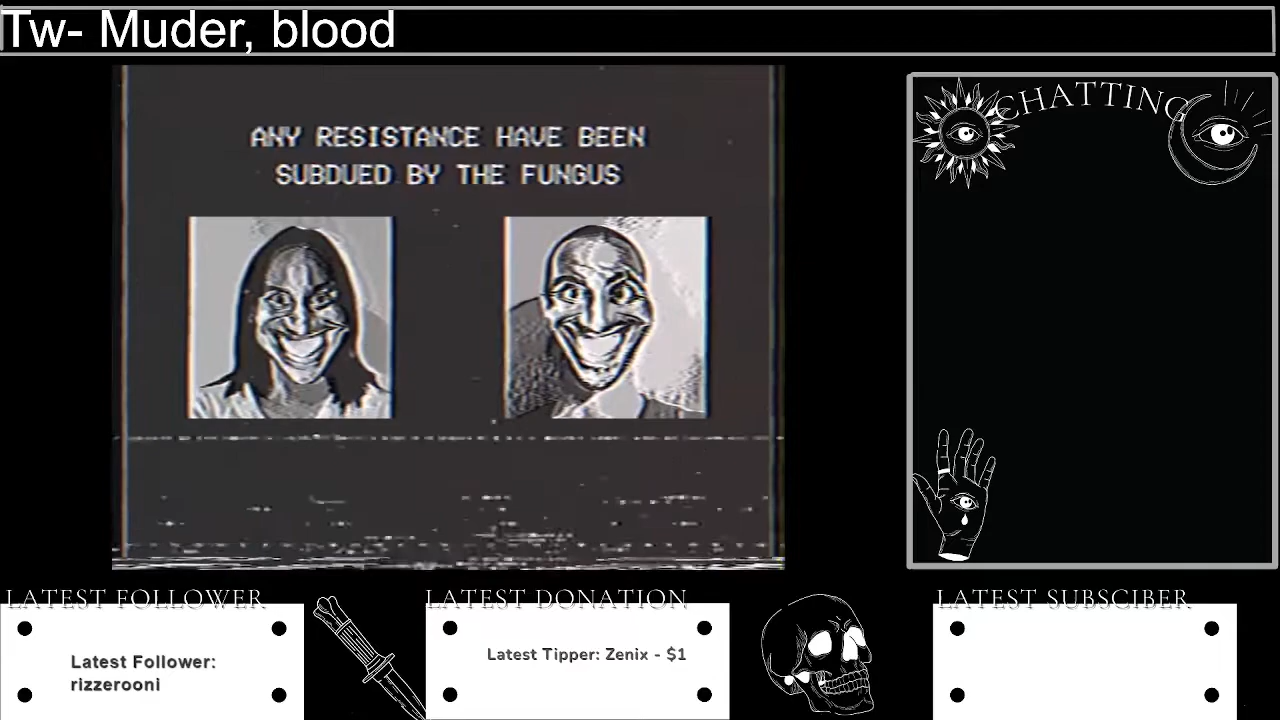 Tw- Muder, blood
ANY RESISTANCE HAVE BEEN
SUBDUED BY THE FUNGUS
CHATTING
LATEST FOLLOWER
Latest Follower:
rizzerooni
LATEST DONATION
Latest Tipper: Zenix - $1
LATEST SUBSCIBER